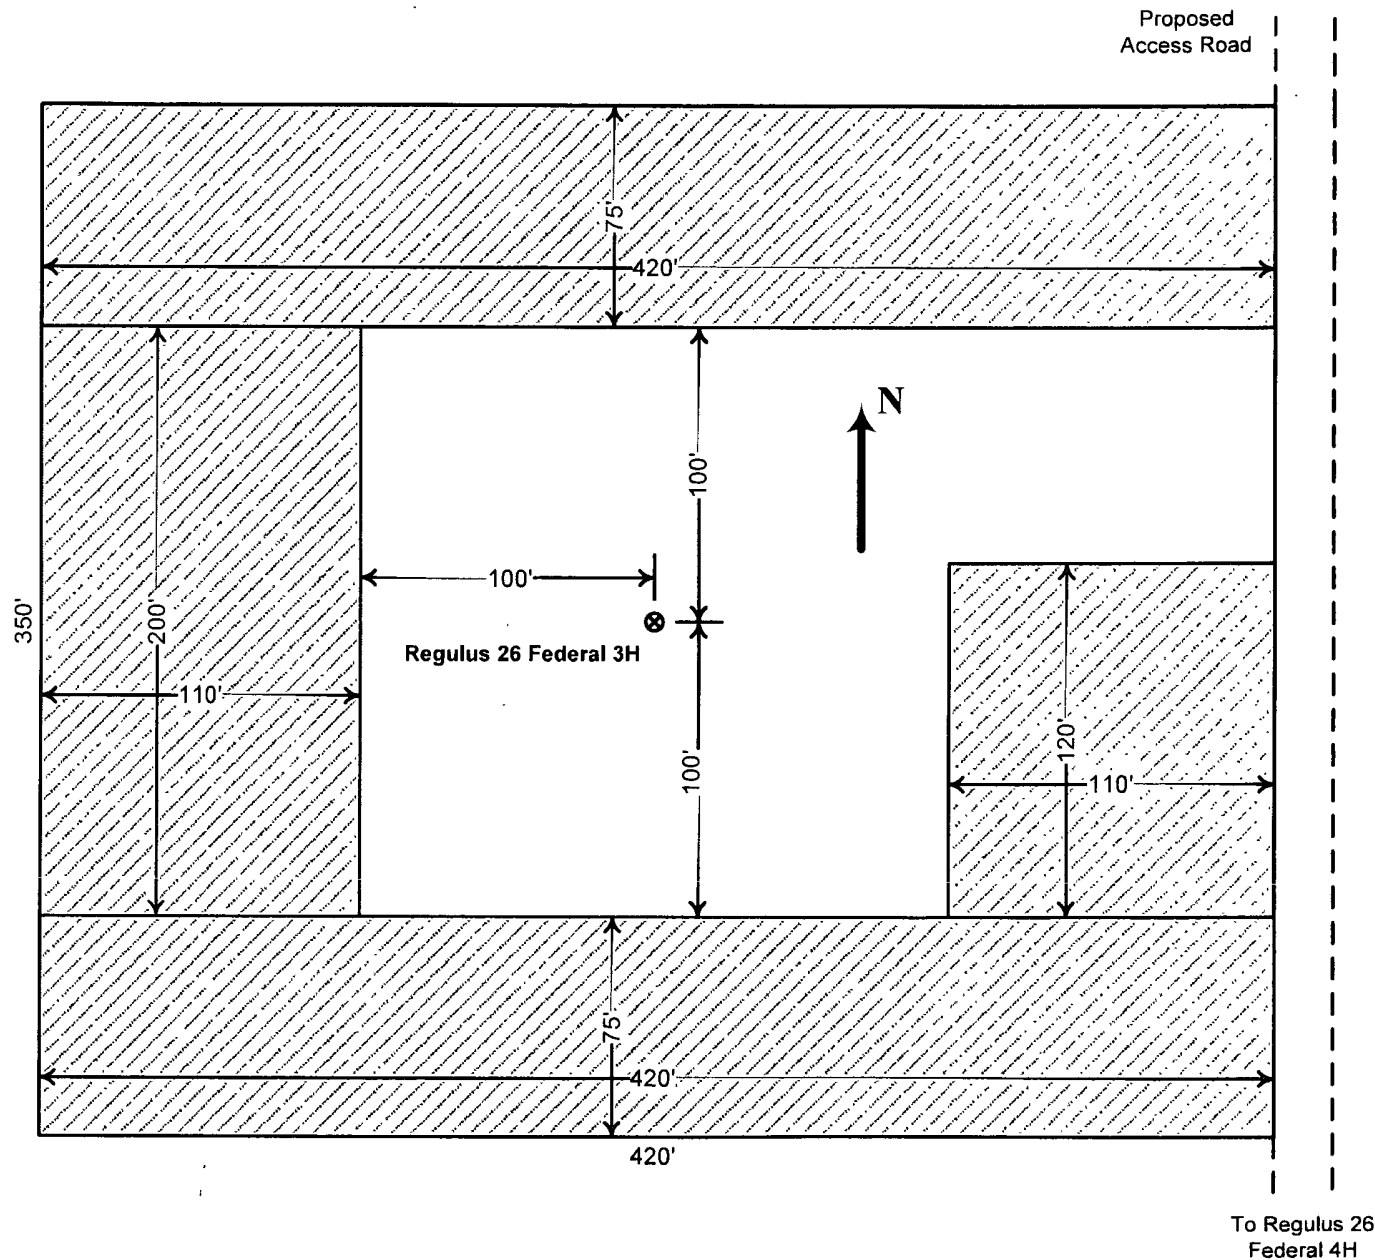 Proposed
Access Road
75'
420'
N
100'
100'
350'
200'
Regulus 26 Federal 3H
110'
120'
100'
110'
75'
420'
420'
To Regulus 26
Federal 4H